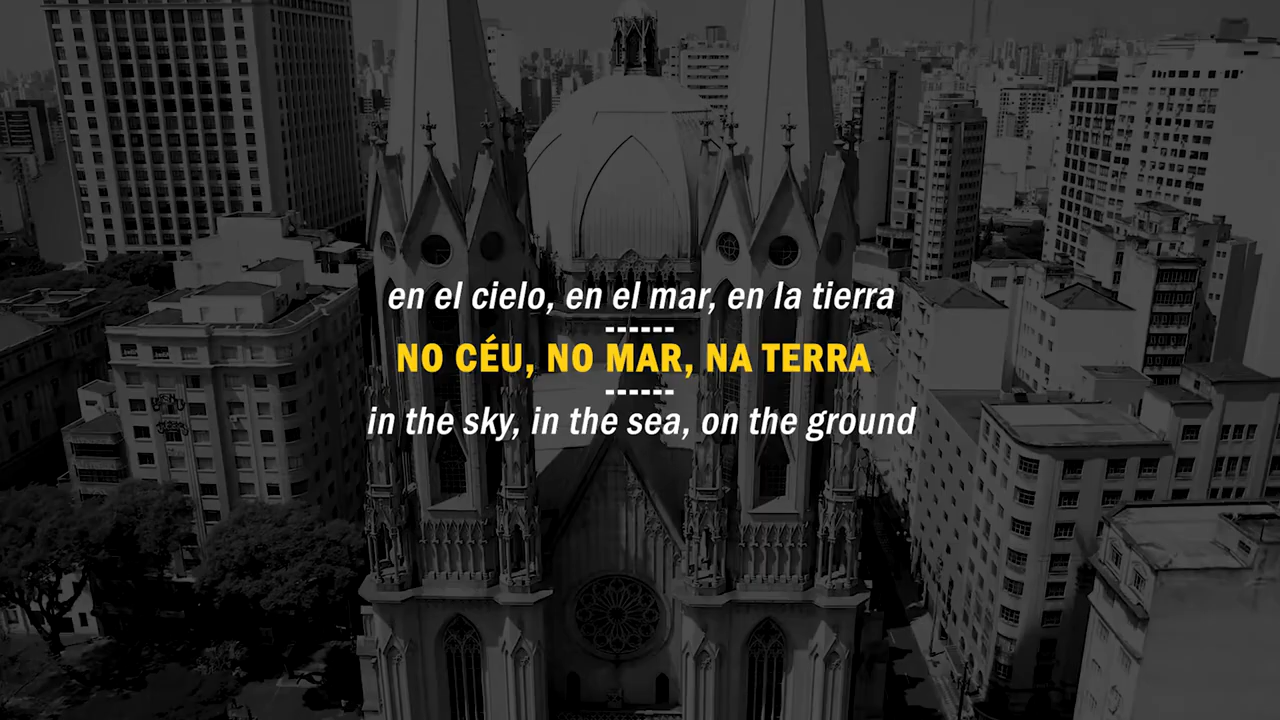 en el cielo, en el mar, en la tierra
------
NO CÉU, NO MAR, NA TERRA
------
in the sky, in the sea, on the ground